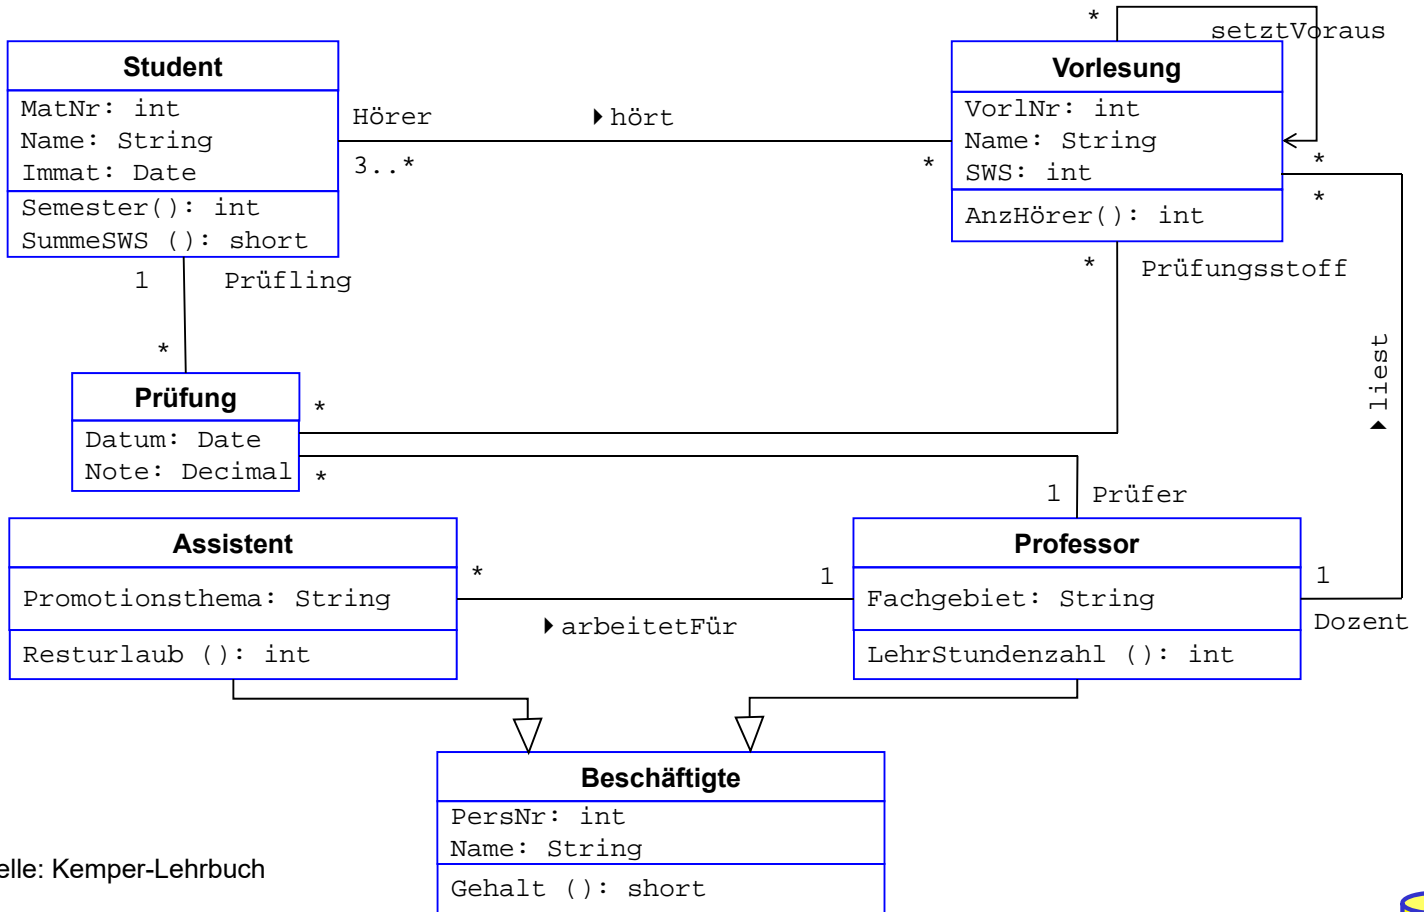 *
setztVoraus
Student
MatNr: int
Name: String
Immat: Date
Semester(): int
SummeSWS (): short
Hörer
hört
3..*
*
Vorlesung
VorlNr: int
Name: String
SWS: int
AnzHörer(): int
*
*
1
Prüfling
*
Prüfungsstoff
*
liest
Prüfung
Datum: Date
Note: Decimal
*
*
1
Prüfer
Assistent
Promotionsthema: String
Resturlaub (): int
*
1
arbeitetFür
Professor
Fachgebiet: String
LehrStundenzahl (): int
1
Dozent
Beschäftigte
PersNr: int
Name: String
Gehalt (): short
elle: Kemper-Lehrbuch